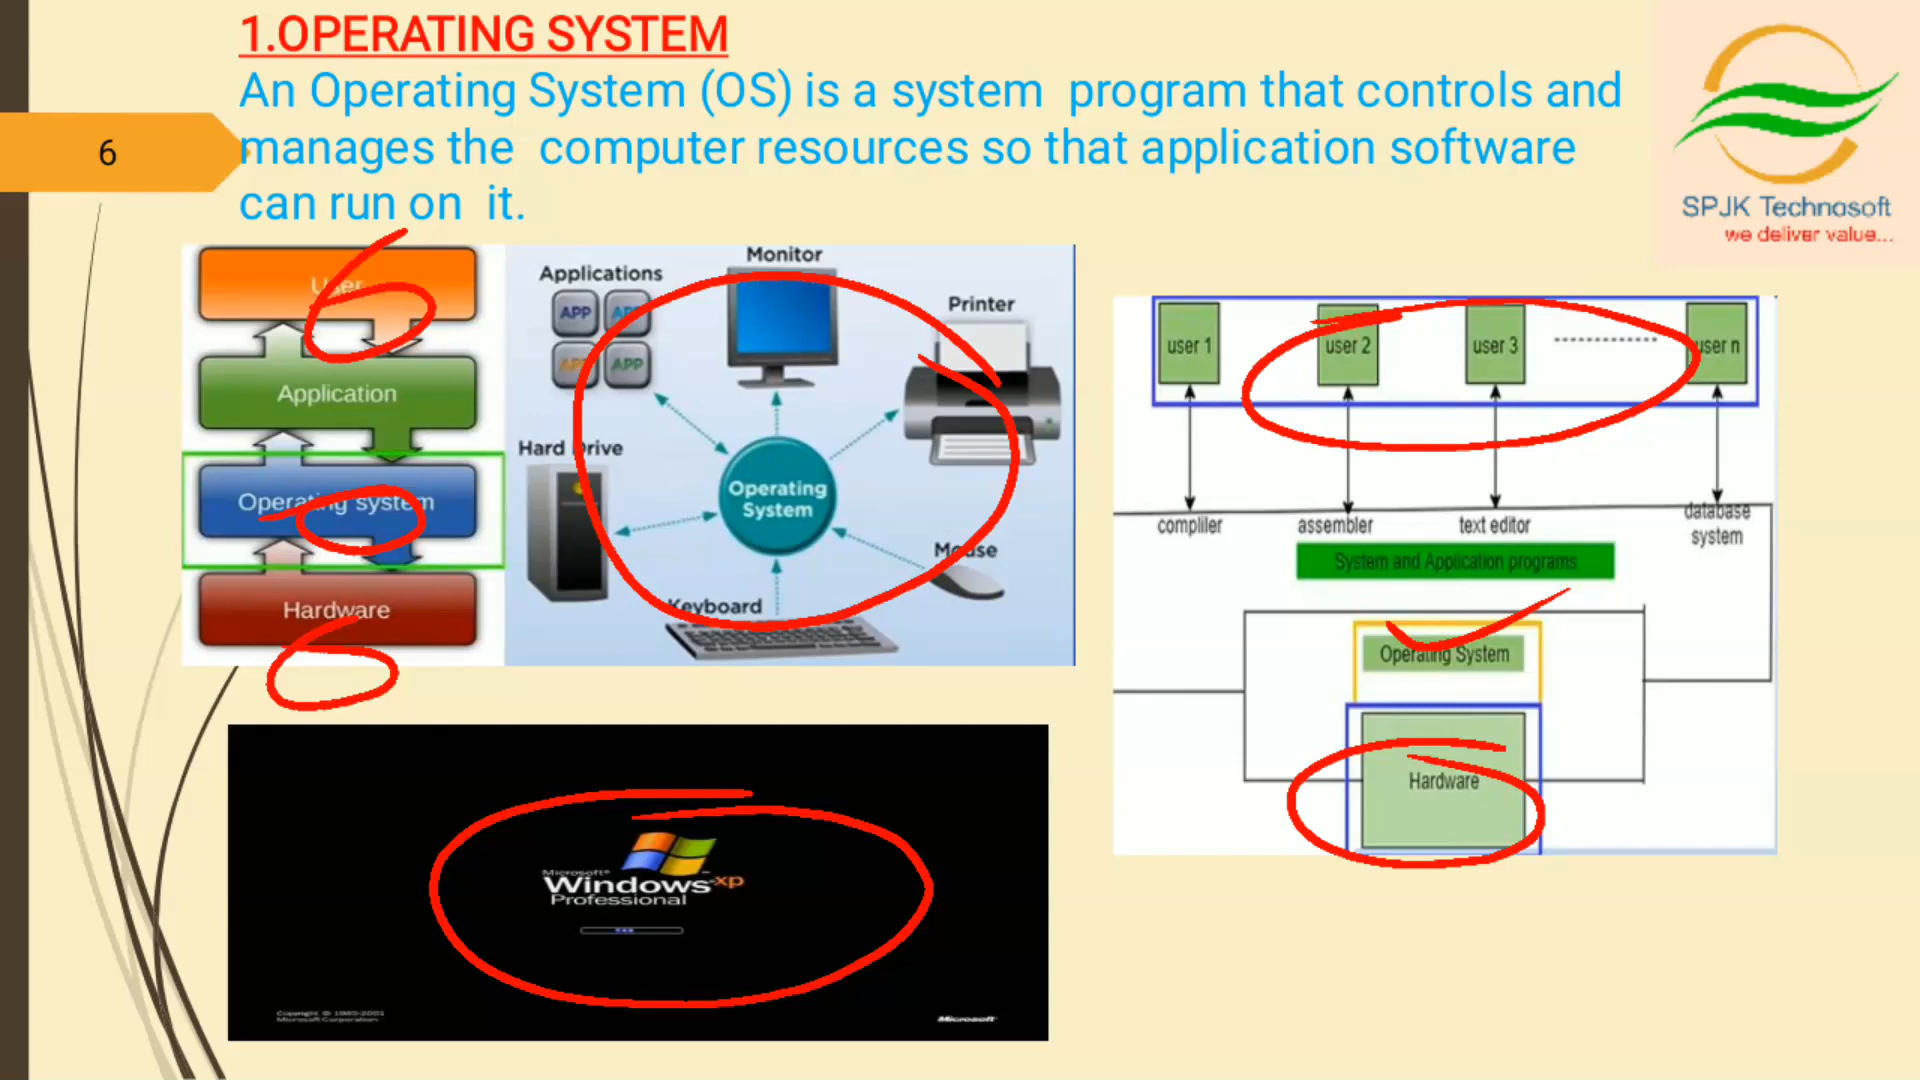 1.OPERATING SYSTEM
An Operating System (OS) is a system program that controls and
manages the computer resources so that application software
can run on it.
6
SPJK Technosoft
we deliver value...
User
Application
Operating system
Hardware
Applications
APP APP
APP APP
Monitor
Printer
Hard Drive
Operating
System
Mouse
Keyboard
user 1 user 2 user 3 user n
compliler assembler text editor database
system
System and Application programs
Operating System
Hardware
Microsoft®
Windows xp
Professional
Copyright © 1985-2001
Microsoft Corporation
Microsoft